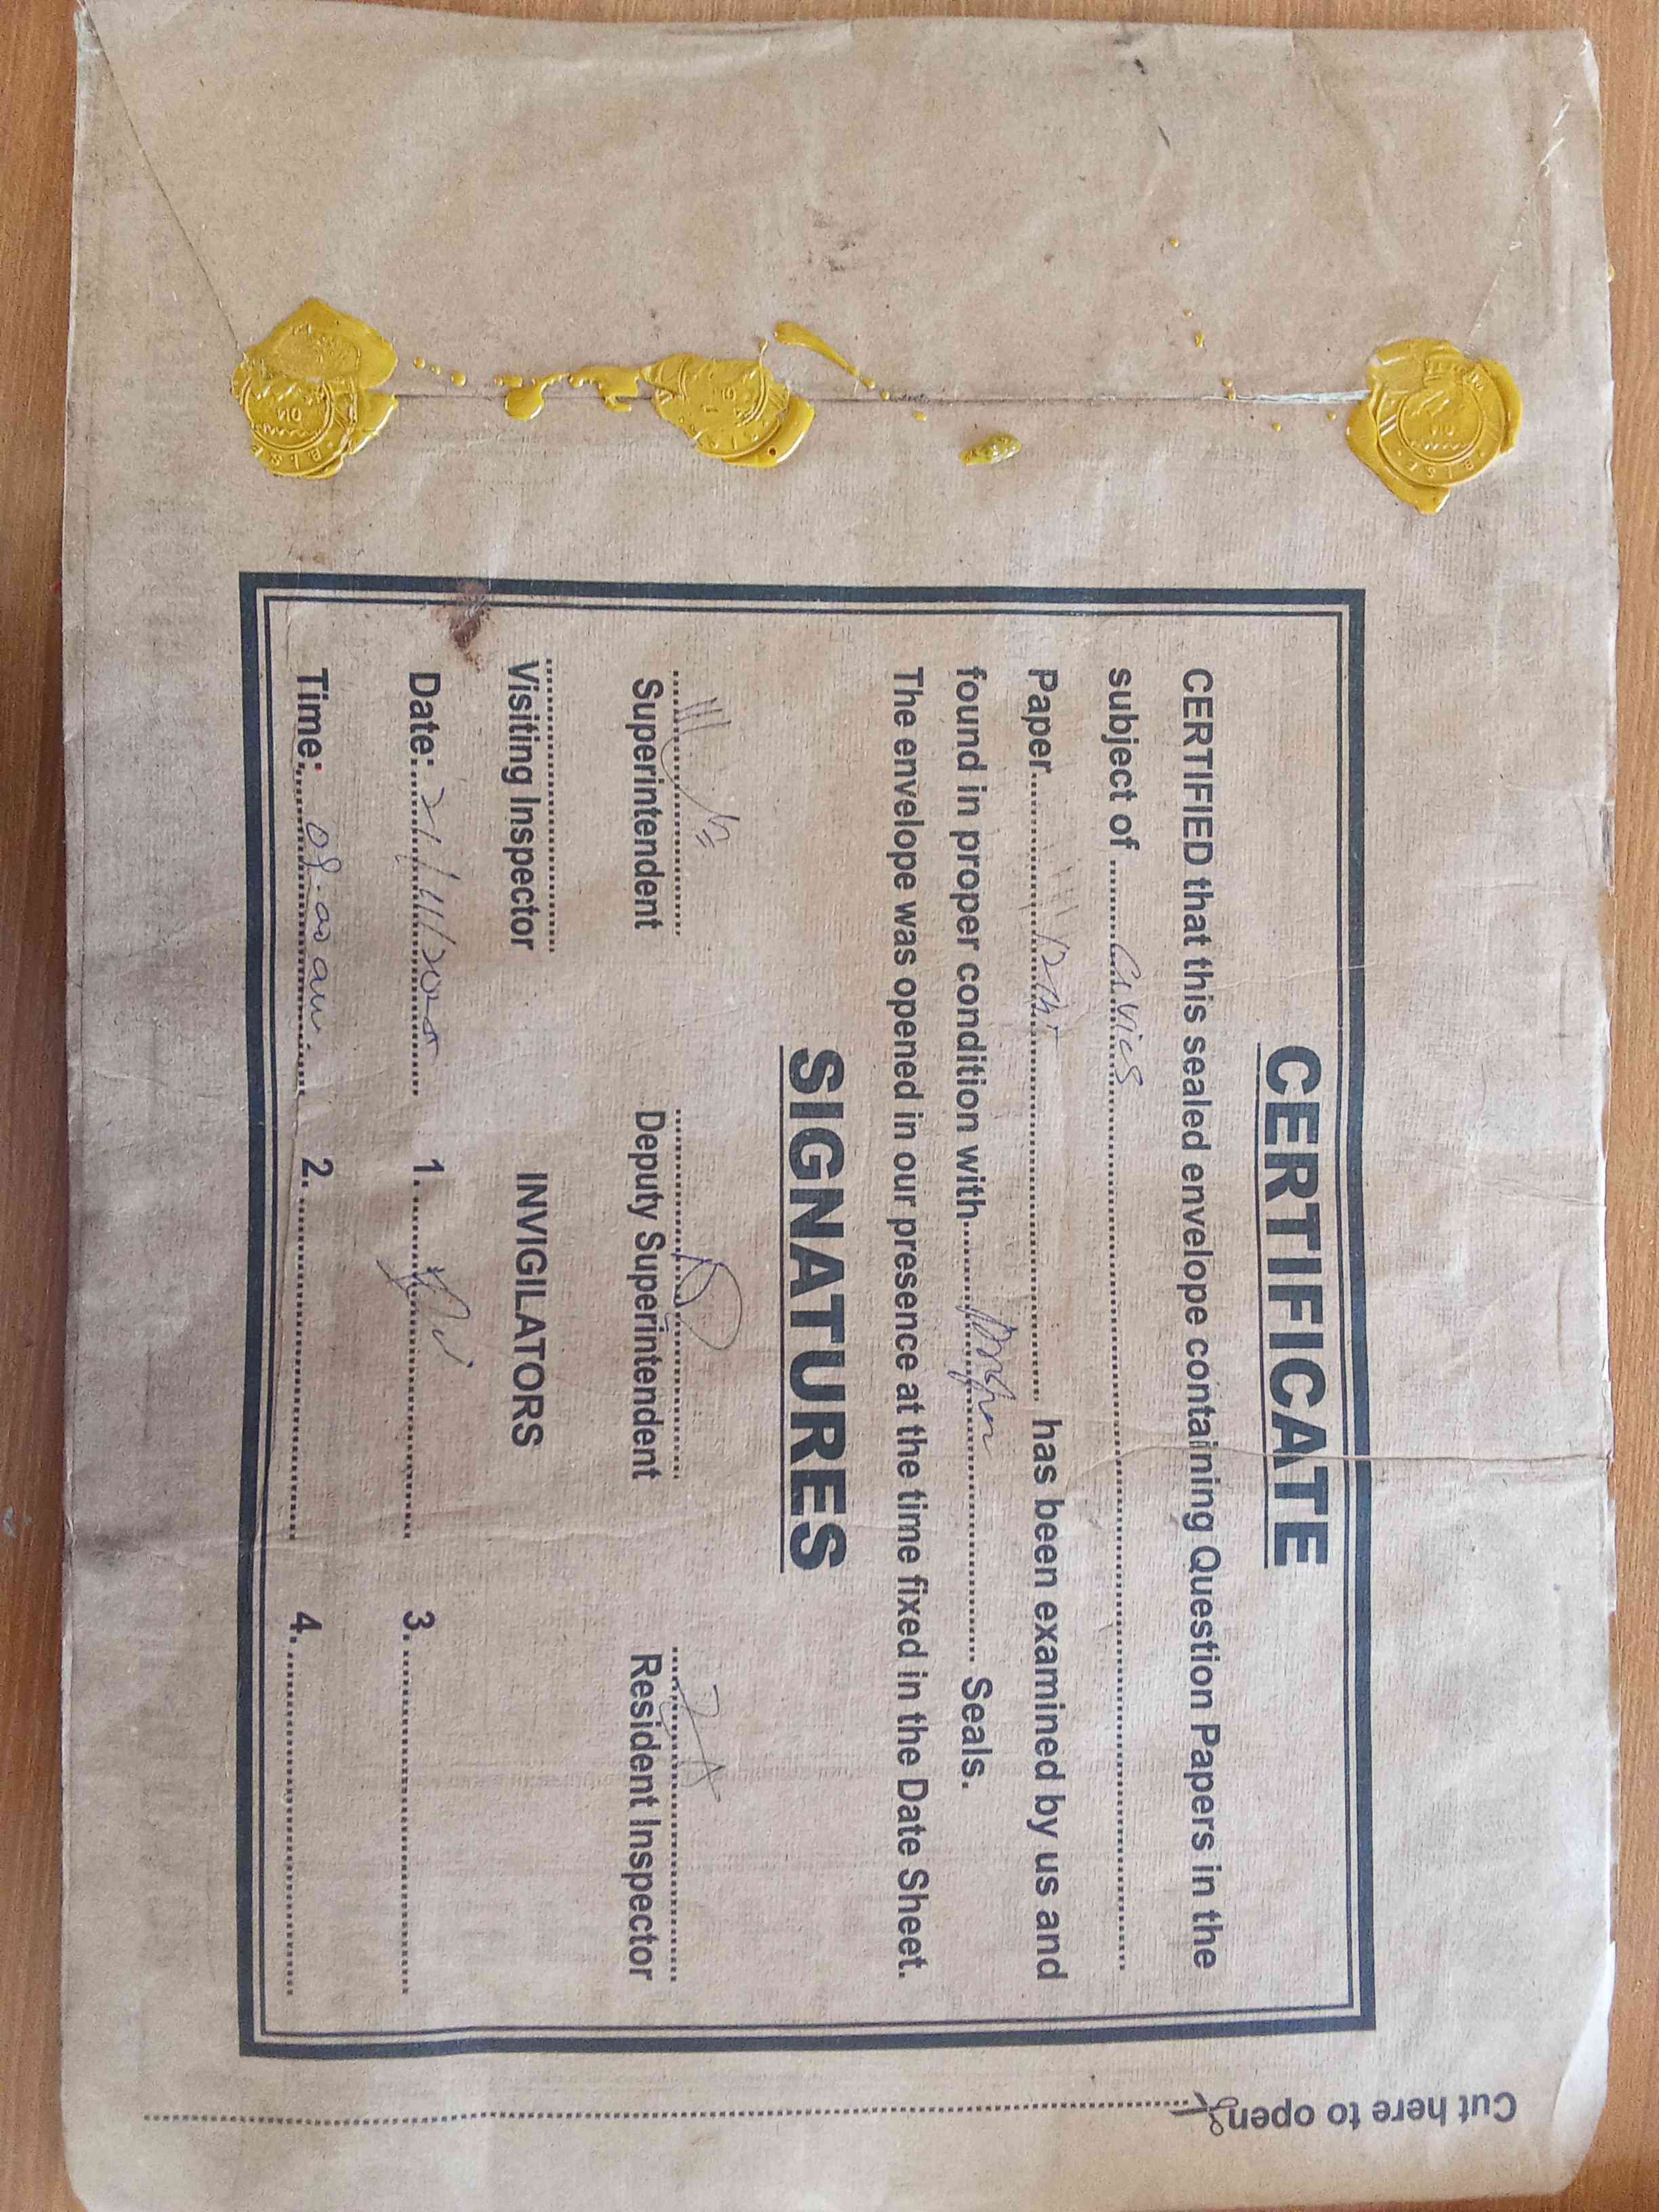 CERTIFICATE
CERTIFIED that this sealed envelope containing Question Papers in the
subject of ........Civics........
Paper........12th........ has been examined by us and
found in proper condition with........proper........ Seals.
The envelope was opened in our presence at the time fixed in the Date Sheet.
SIGNATURES
Superintendent Deputy Superintendent Resident Inspector
Visiting Inspector INVIGILATORS
Date: 1. 3.
Time: 2. 4.
Cut here to open
BISE